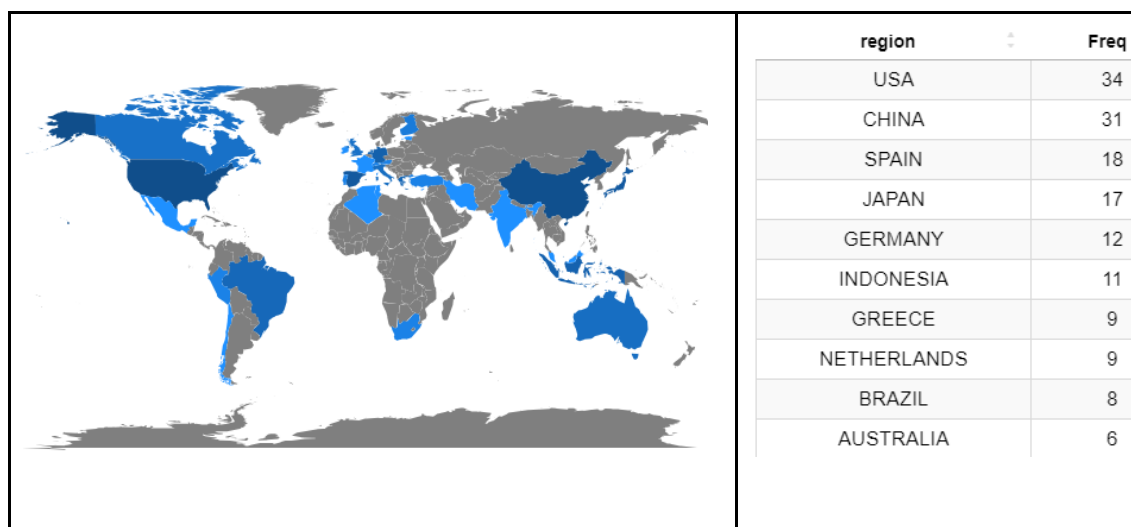 region Freq
USA 34
CHINA 31
SPAIN 18
JAPAN 17
GERMANY 12
INDONESIA 11
GREECE 9
NETHERLANDS 9
BRAZIL 8
AUSTRALIA 6